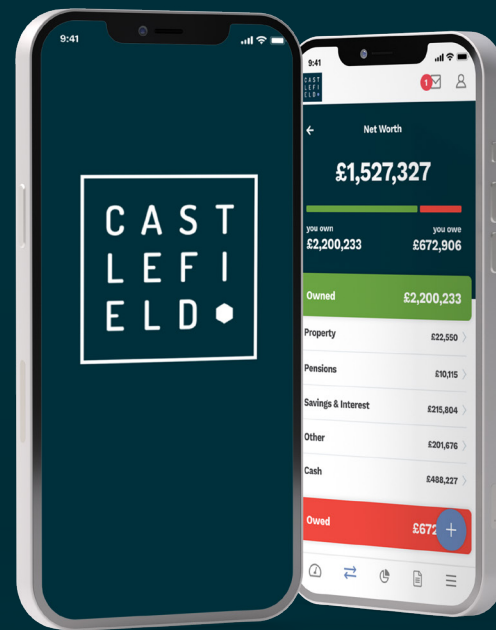 9:41
CAST
LEFI
ELD
9:41
CAST
LEFI
ELD
1
Net Worth
£1,527,327
you own
you owe
£2,200,233
£672,906
Owned £2,200,233
Property £22,550
Pensions £10,115
Savings & Interest £215,804
Other £201,676
Cash £488,227
Owed £672
+